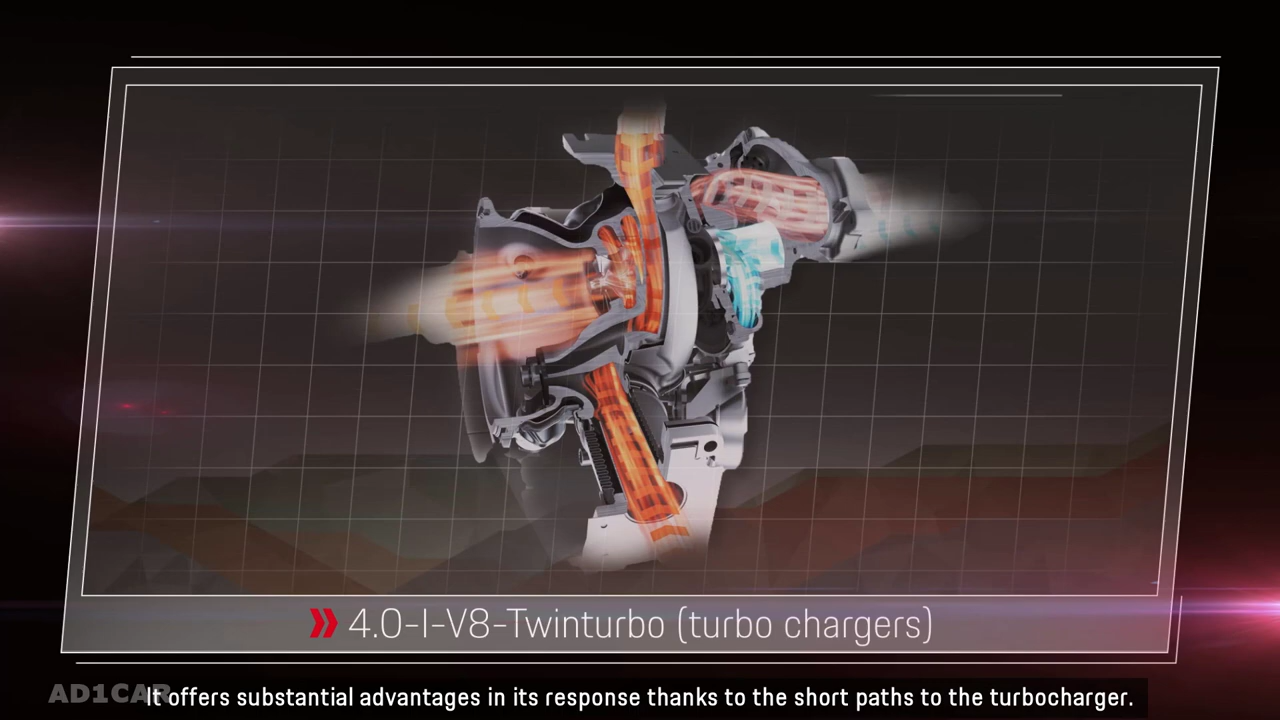 4.0-l-V8-Twinturbo (turbo chargers)
AD1CAR
It offers substantial advantages in its response thanks to the short paths to the turbocharger.